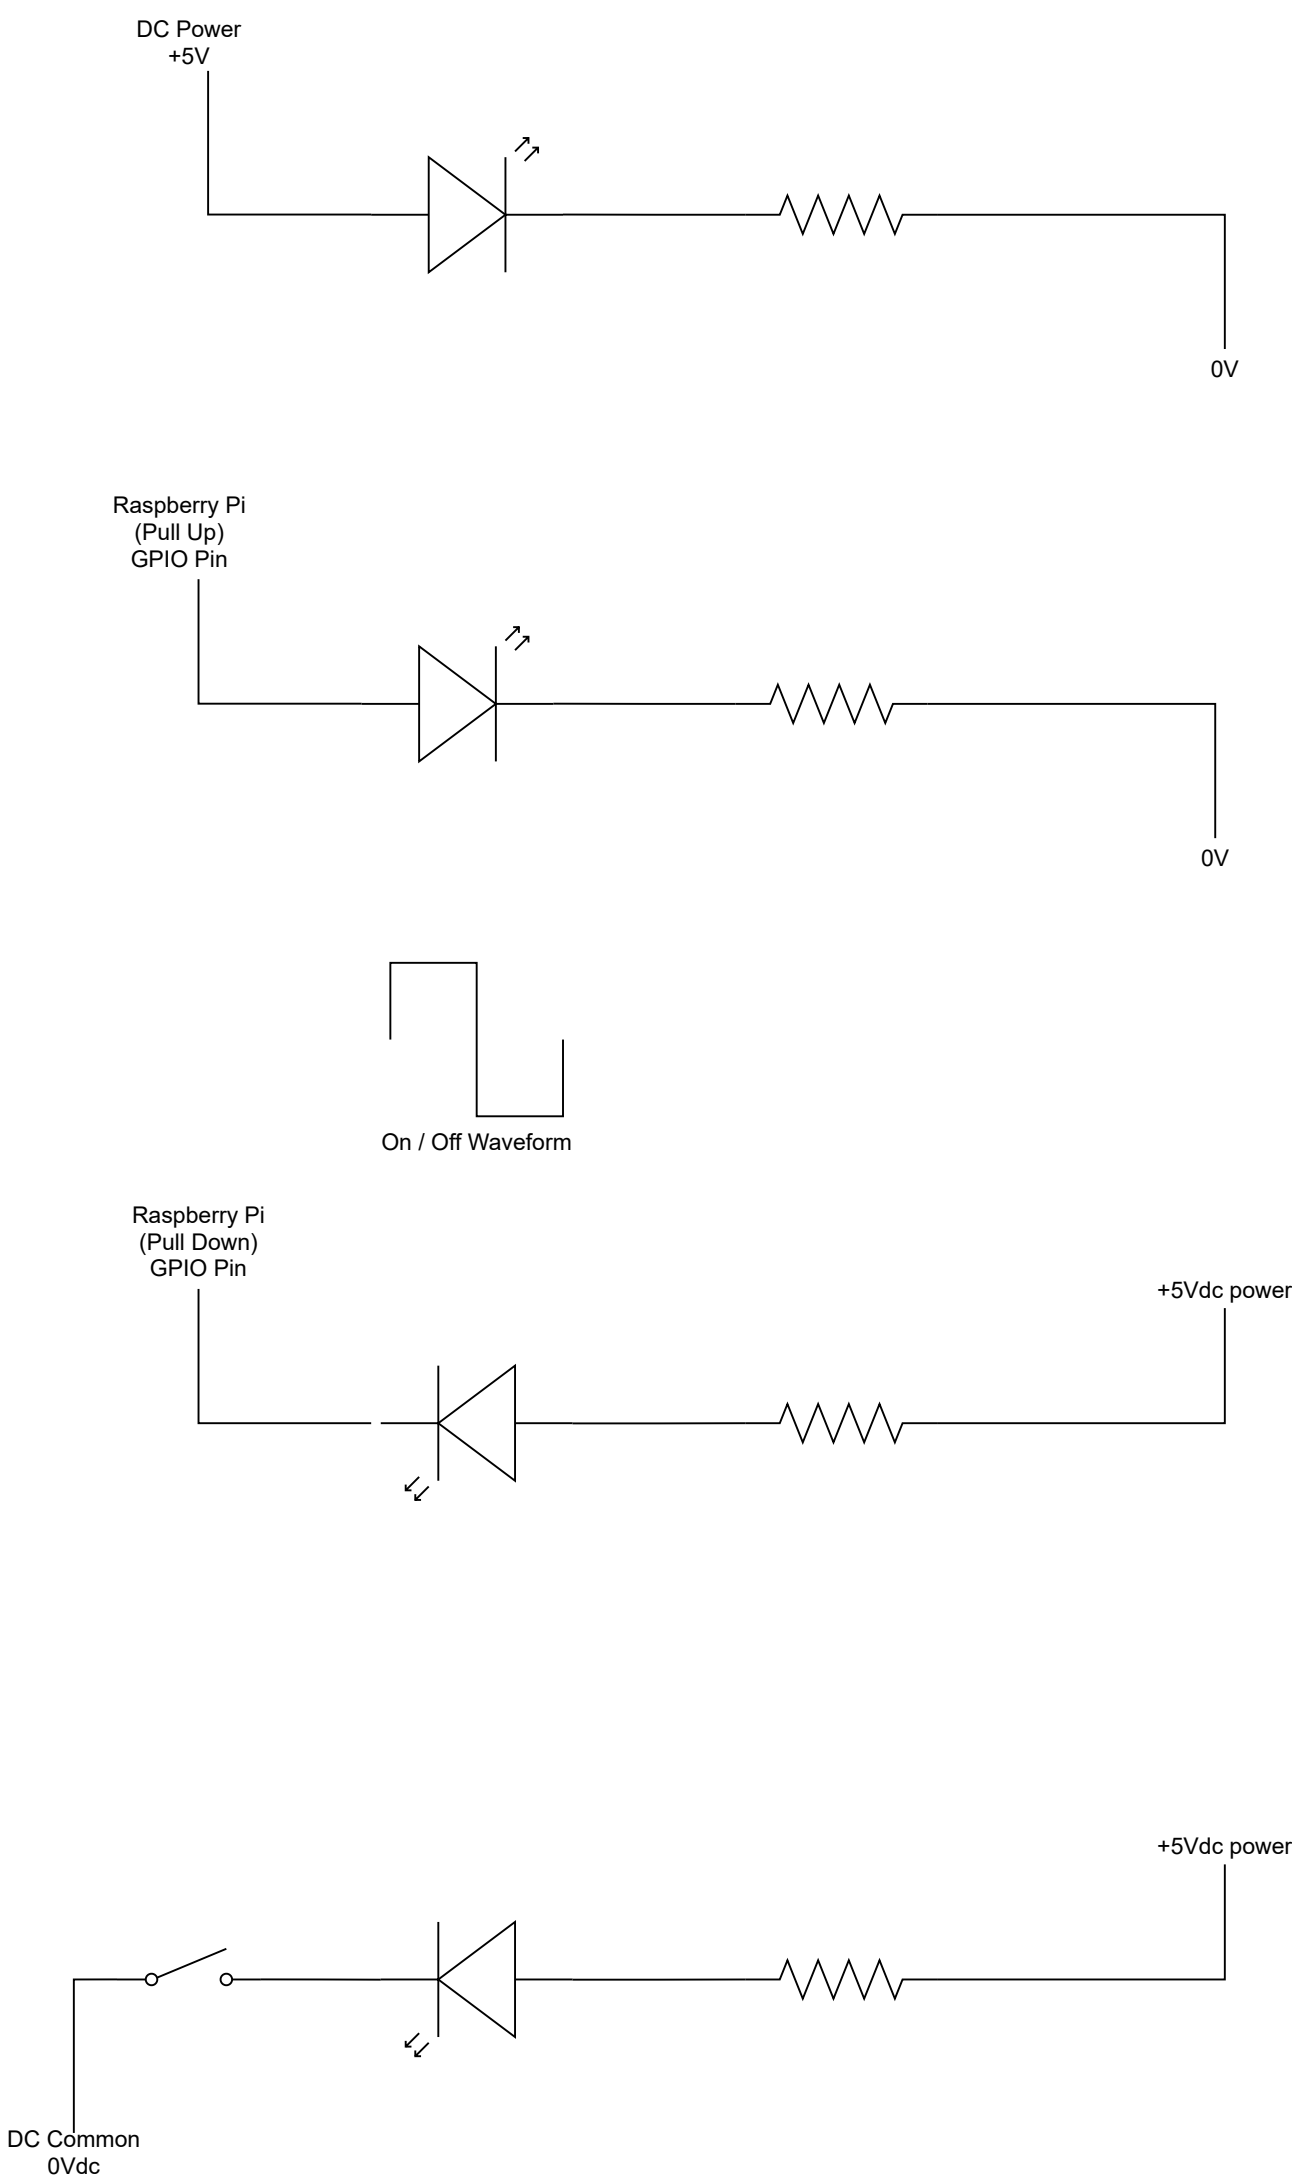 DC Power
+5V
0V
Raspberry Pi
(Pull Up)
GPIO Pin
0V
On / Off Waveform
Raspberry Pi
(Pull Down)
GPIO Pin
+5Vdc power
+5Vdc power
DC Common
0Vdc